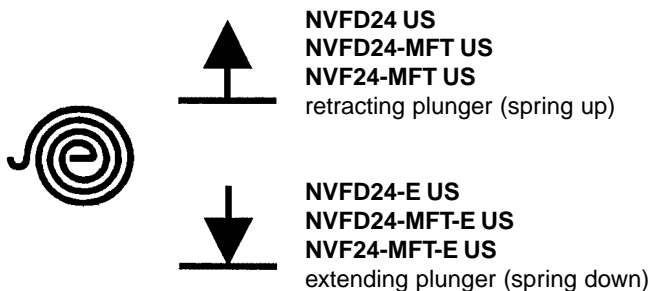 NVFD24 US
NVFD24-MFT US
NVF24-MFT US
retracting plunger (spring up)
NVFD24-E US
NVFD24-MFT-E US
NVF24-MFT-E US
extending plunger (spring down)